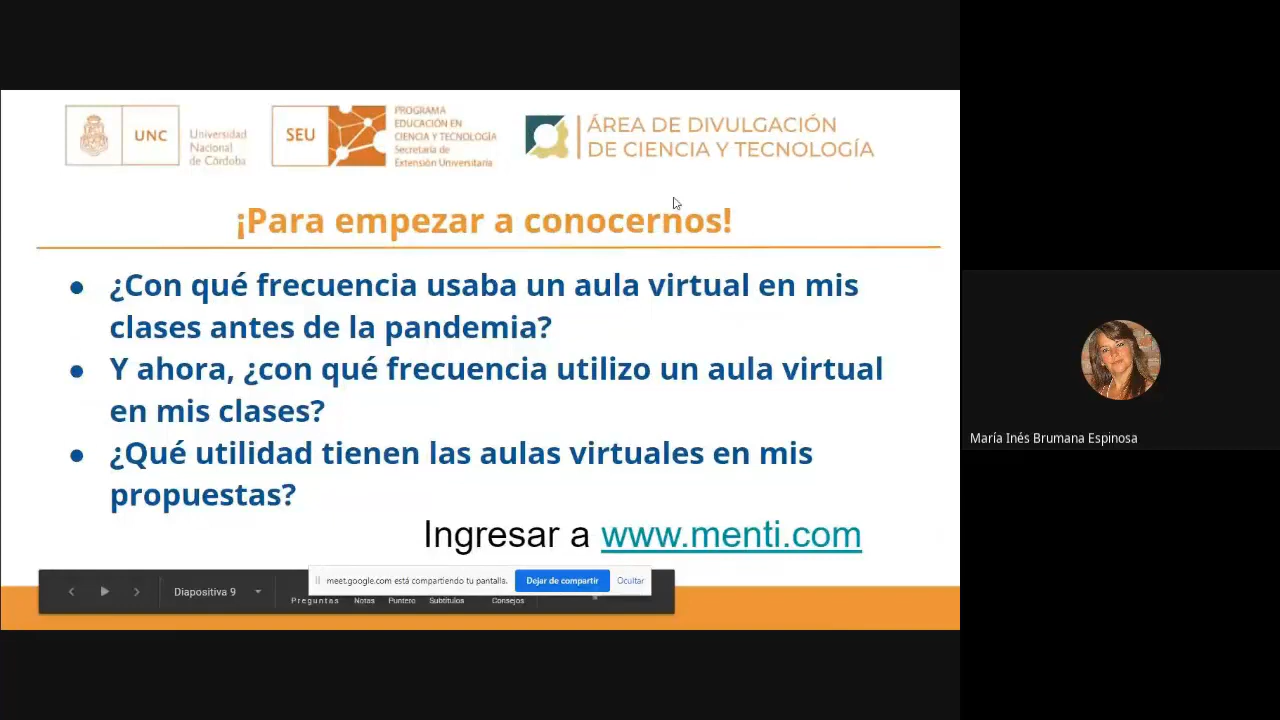 UNC
Universidad
Nacional
de Córdoba
SEU
PROGRAMA
EDUCACIÓN EN
CIENCIA Y TECNOLOGÍA
Secretaría de
Extensión Universitaria
ÁREA DE DIVULGACIÓN
DE CIENCIA Y TECNOLOGÍA
¡Para empezar a conocernos!
● ¿Con qué frecuencia usaba un aula virtual en mis
clases antes de la pandemia?
● Y ahora, ¿con qué frecuencia utilizo un aula virtual
en mis clases?
● ¿Qué utilidad tienen las aulas virtuales en mis
propuestas?
Ingresar a www.menti.com
María Inés Brumana Espinosa
meet.google.com está compartiendo tu pantalla.
Dejar de compartir
Ocultar
Diapositiva 9
Preguntas
Notas
Puntero
Subtítulos
Consejos